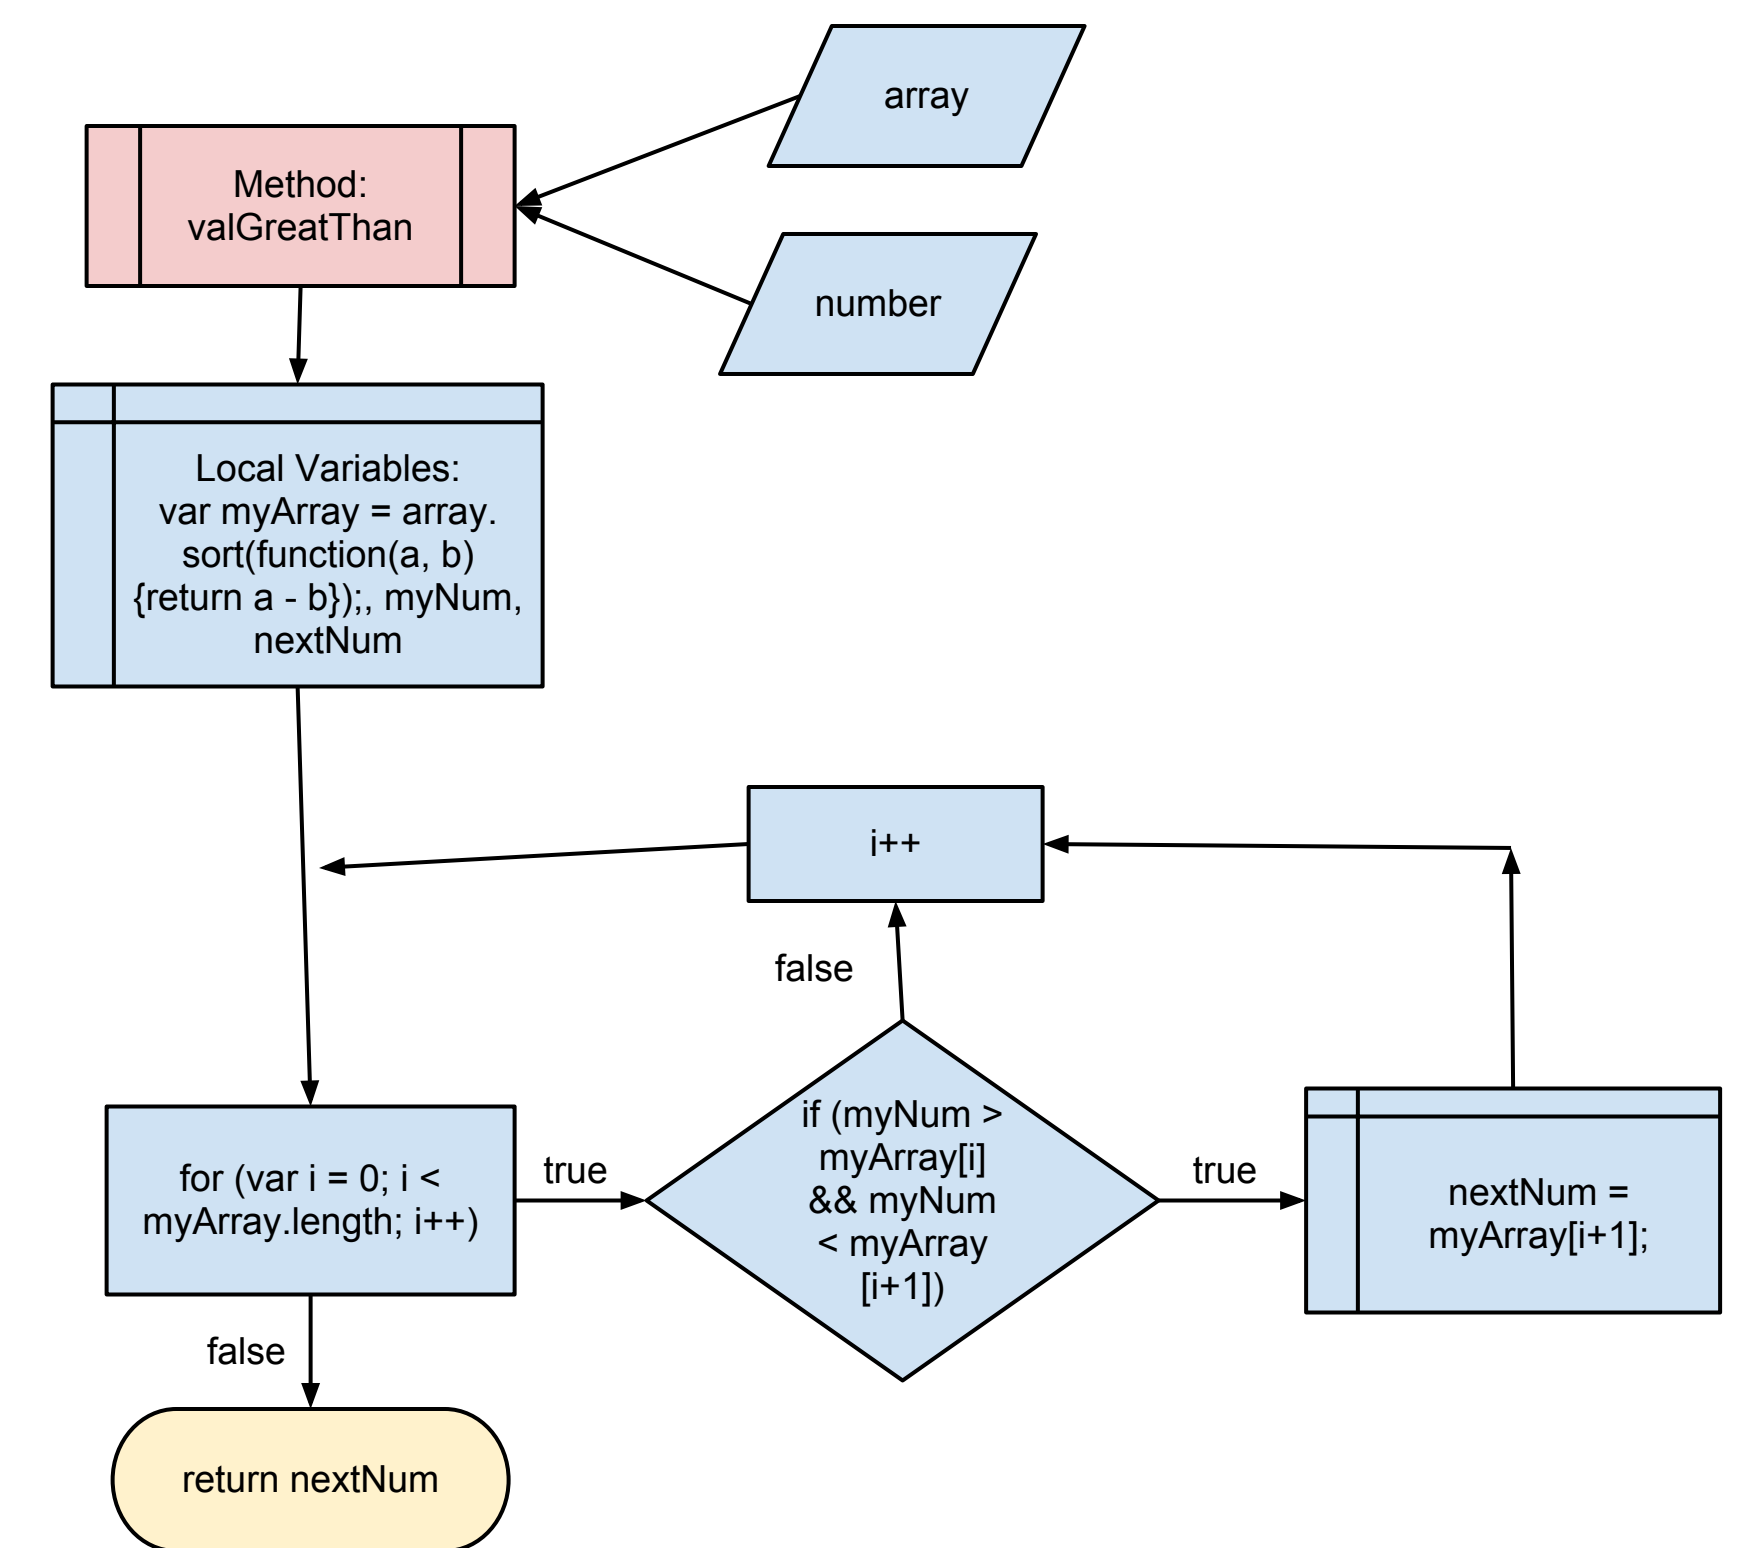 array
Method:
valGreatThan
number
Local Variables:
var myArray = array.
sort(function(a, b)
{return a - b});, myNum,
nextNum
i++
false
if (myNum >
myArray[i]
&& myNum
< myArray
[i+1])
for (var i = 0; i <
myArray.length; i++)
true
true
nextNum =
myArray[i+1];
false
return nextNum